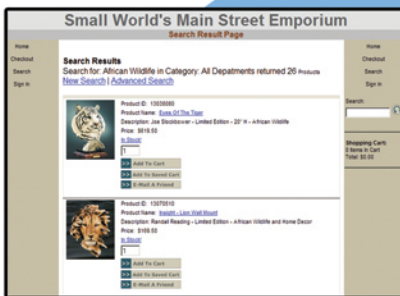 Small World's Main Street Emporium
Search Result Page
Home
Checkout
Search
Sign in
Search Results
Search for: African Wildlife in Category: All Depatments returned 26 Products
New Search | Advanced Search
Product ID: 13036080
Product Name: Eyes Of The Tiger
Description: Joe Slockbower - Limited Edition - 20" H - African Wildlife
Price: $819.53
In Stock!
1
Add To Cart
Add To Saved Cart
E-Mail A Friend
Product ID: 13070510
Product Name: Insight - Lion Wall Mount
Description: Randall Reading - Limited Edition - African Wildlife and Home Decor
Price: $169.53
In Stock!
1
Add To Cart
Add To Saved Cart
E-Mail A Friend
Home
Checkout
Search
Sign in
Search:
Shopping Cart:
0 Items in Cart
Total: $0.00